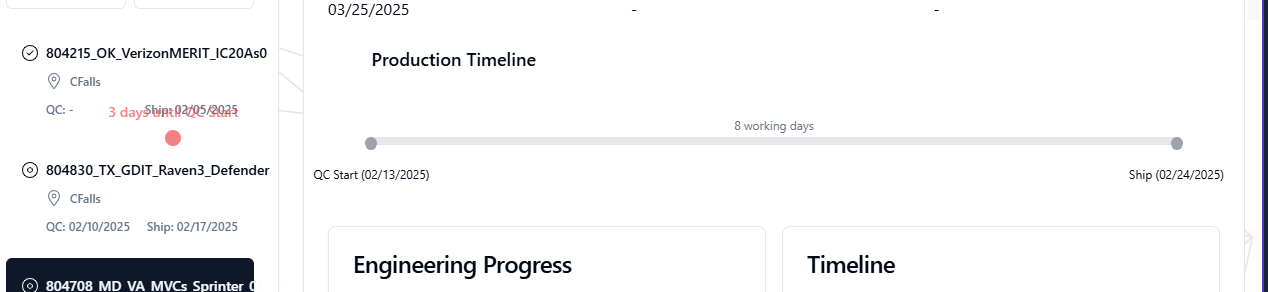 804215_OK_VerizonMERIT_IC20As0
CFalls
QC: -
Ship: 02/05/2025
3 days until QC Start
804830_TX_GDIT_Raven3_Defender
CFalls
QC: 02/10/2025 Ship: 02/17/2025
804708_MD_VA_MVCs_Sprinter
03/25/2025 - -
Production Timeline
8 working days
QC Start (02/13/2025) Ship (02/24/2025)
Engineering Progress
Timeline